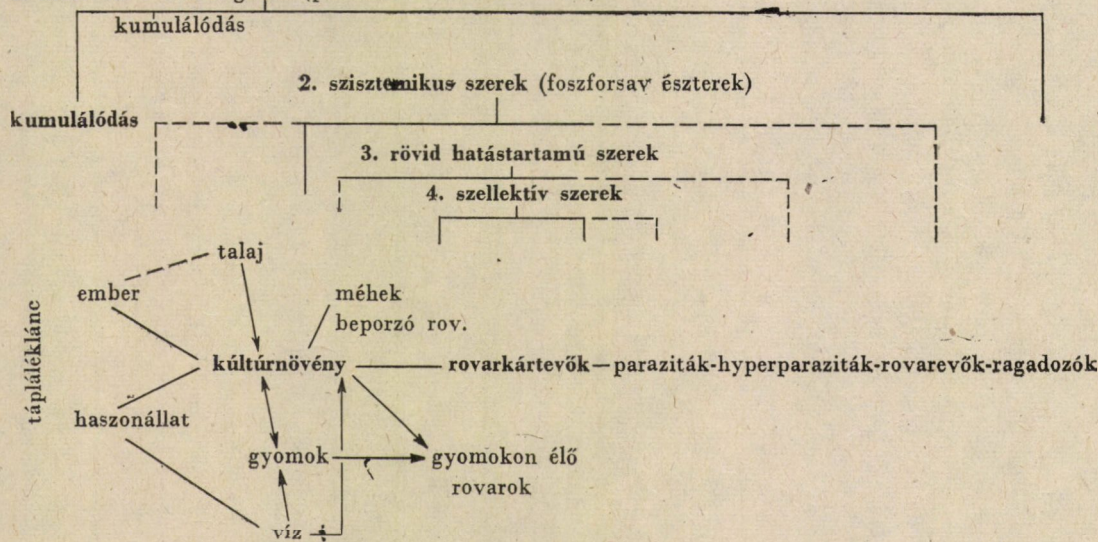 kumulálódás
2. szisztemikus szerek (foszforsav észterek)
kumulálódás
3. rövid hatástartamú szerek
4. szellektív szerek
talaj
ember
méhek
beporzó rov.
tápláléklánc
kúltúrnövény
rovarkártevők—paraziták-hyperparaziták-rovarevők-ragadozók
haszonállat
gyomok
gyomokon élő
rovarok
víz